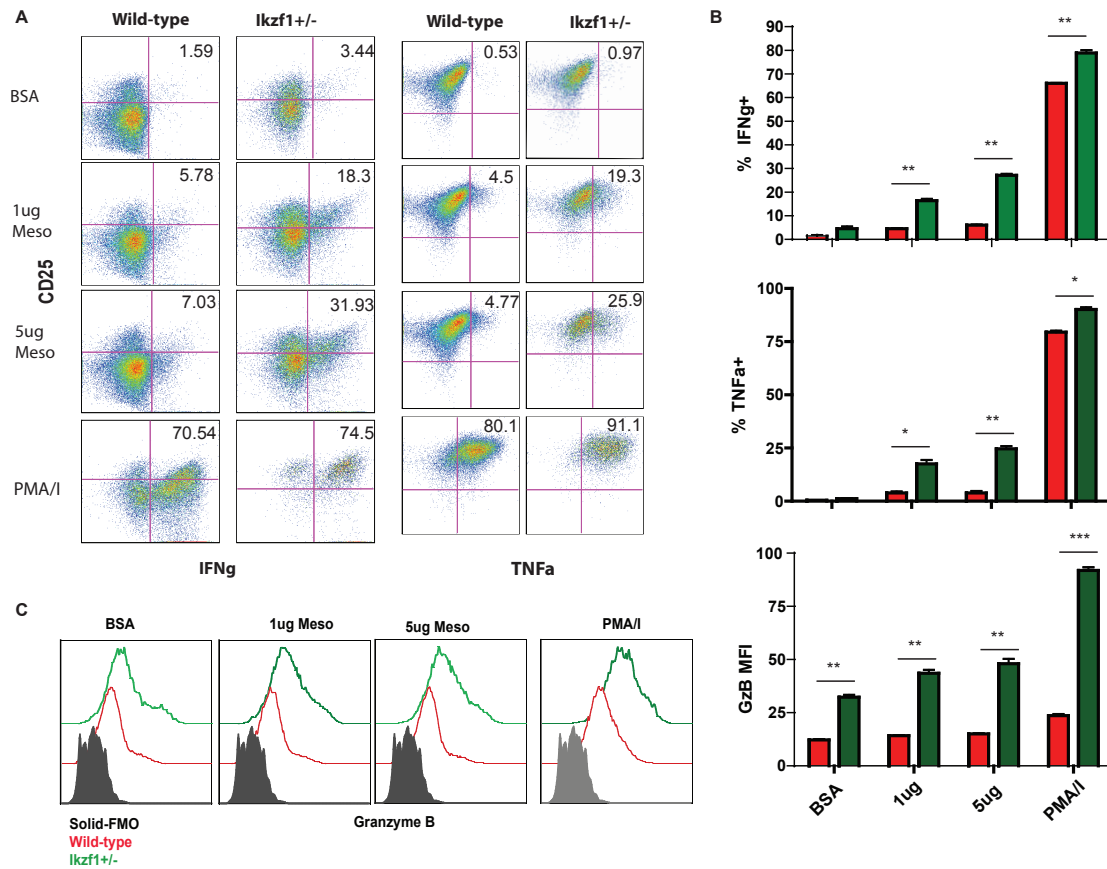 A
Wild-type Ikzf1+/- Wild-type Ikzf1+/-
BSA 1.59 3.44 0.53 0.97
1ug Meso 5.78 18.3 4.5 19.3
5ug Meso 7.03 31.93 4.77 25.9
PMA/I 70.54 74.5 80.1 91.1
CD25
IFNg TNFa
B
% IFNg+
90
80
70
60
50
40
30
20
10
0
** ** **
% TNFa+
100
75
50
25
0
* ** *
GzB MFI
100
75
50
25
0
** ** ** ***
BSA 1ug 5ug PMA/I
C
BSA 1ug Meso 5ug Meso PMA/I
Granzyme B
Solid-FMO
Wild-type
Ikzf1+/-